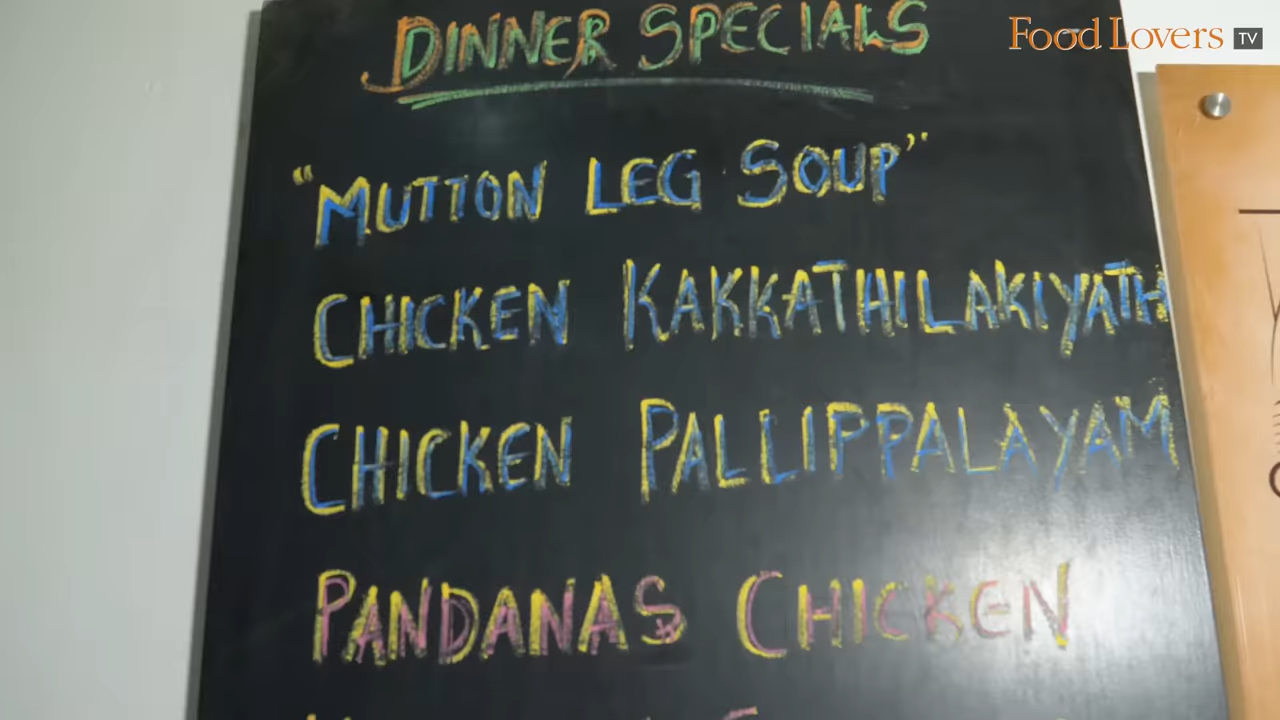 DINNER SPECIALS
Food Lovers TV
"MUTTON LEG SOUP"
CHICKEN KAKKATHILAKIYATH
CHICKEN PALLIPPALAYAM
PANDANAS CHICKEN